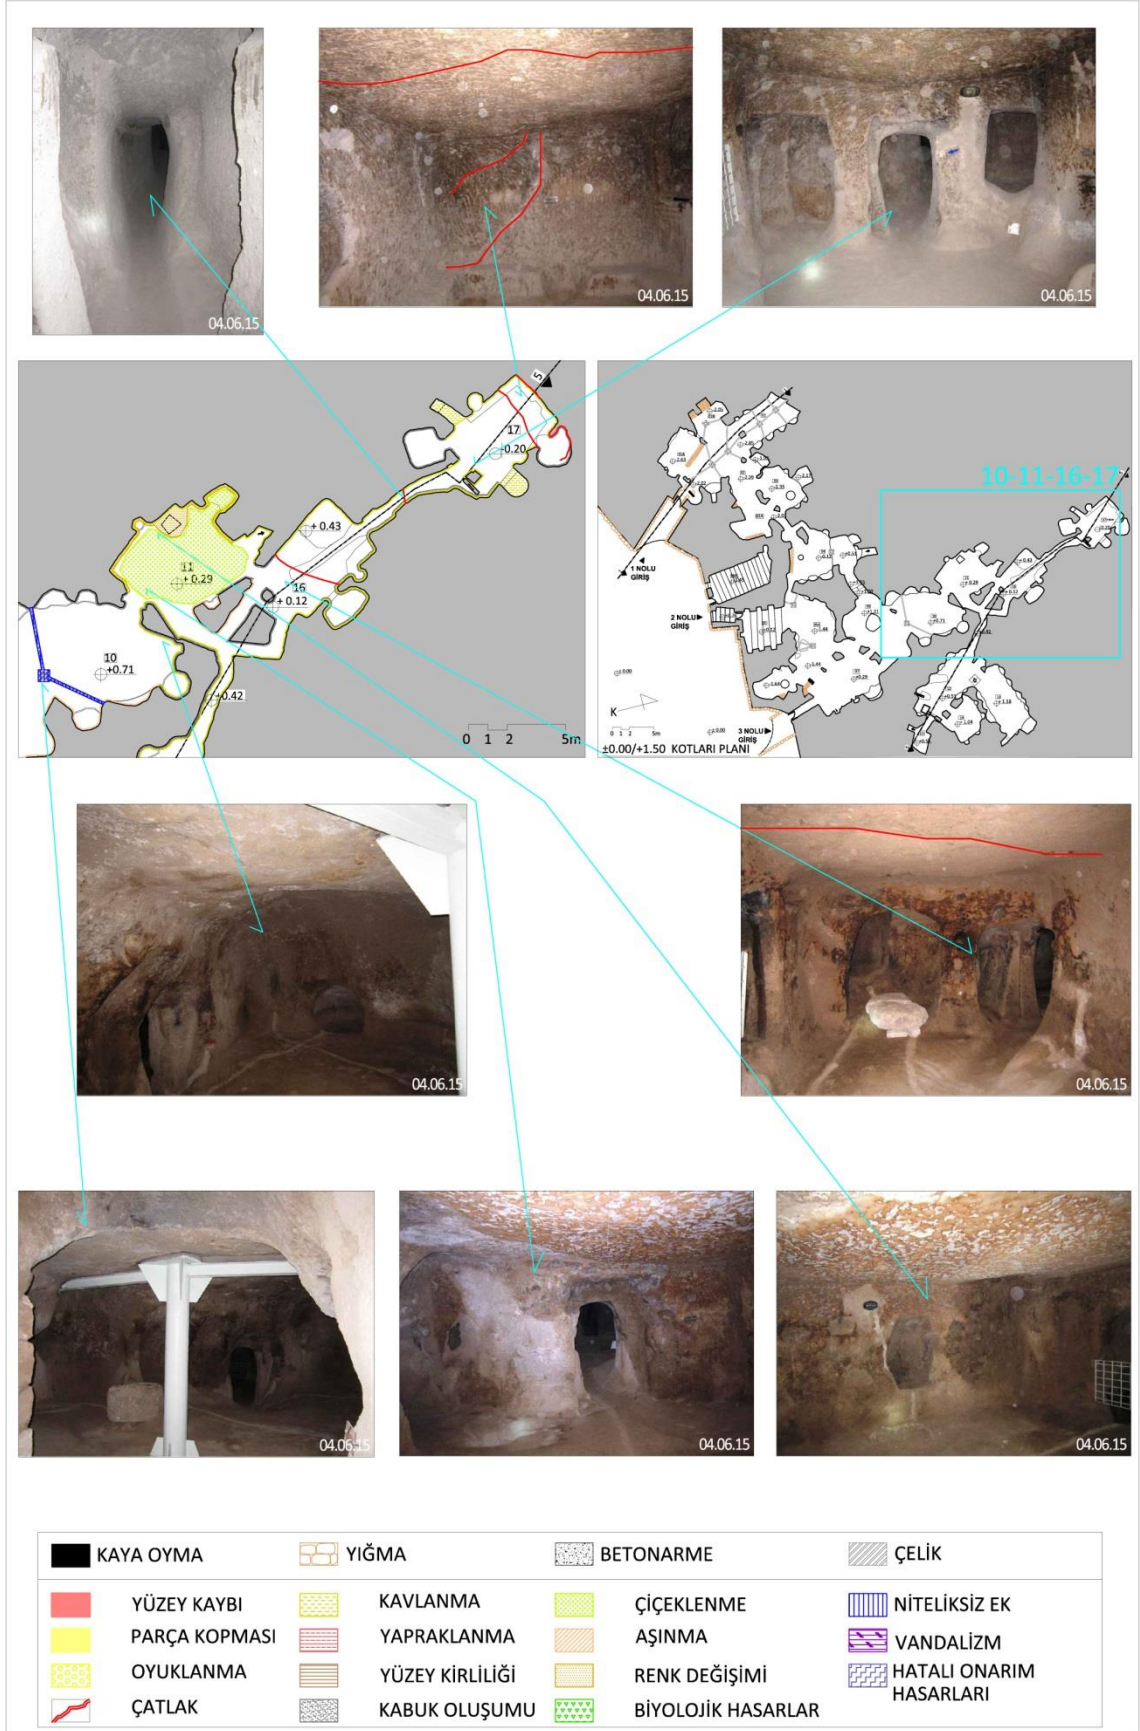 04.06.15
04.06.15
04.06.15
5
17
-0.20
+0.43
11
+0.29
16
+0.12
10
+0.71
+0.42
0 1 2 5m
10-11-16-17
1 NOLU
GİRİŞ
2 NOLU
GİRİŞ
K
0 1 2 5m
3 NOLU
GİRİŞ
±0.00/+1.50 KOTLARI PLANI
04.06.15
04.06.15
04.06.15
04.06.15
04.06.15
KAYA OYMA YIĞMA BETONARME ÇELİK
YÜZEY KAYBI KAVLANMA ÇİÇEKLENME NİTELİKSİZ EK
PARÇA KOPMASI YAPRAKLANMA AŞINMA VANDALİZM
OYUKLANMA YÜZEY KİRLİLİĞİ RENK DEĞİŞİMİ HATALI ONARIM
HASARLARI
ÇATLAK KABUK OLUŞUMU BİYOLOJİK HASARLAR